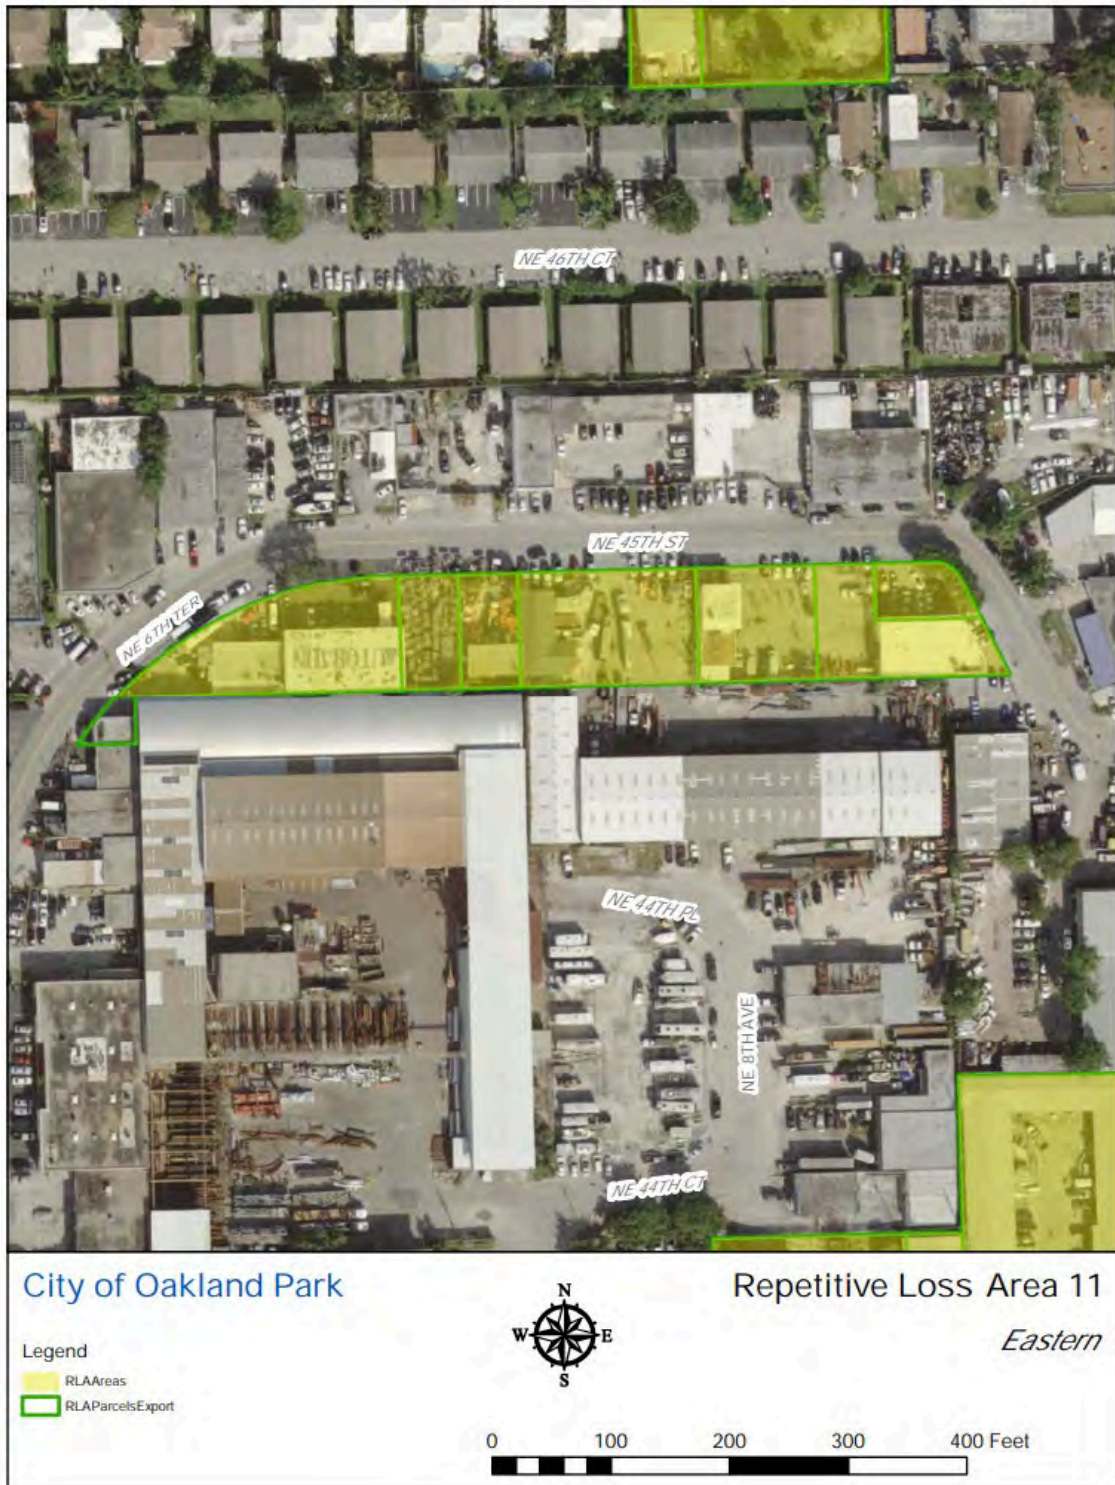 NE 46TH CT
NE 45TH ST
NE 6TH TER
NE 44TH PL
NE 8TH AVE
NE 44TH CT
City of Oakland Park
Repetitive Loss Area 11
Eastern
N
W E
S
Legend
RLAAreas
RLAParcelsExport
0 100 200 300 400 Feet